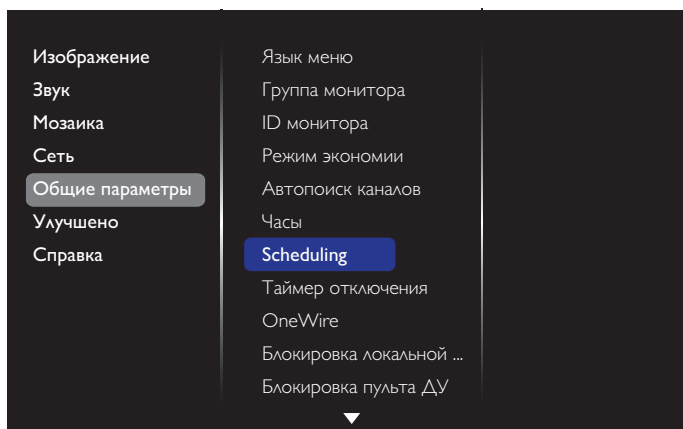 Изображение
Звук
Мозаика
Сеть
Общие параметры
Улучшено
Справка
Язык меню
Группа монитора
ID монитора
Режим экономии
Автопоиск каналов
Часы
Scheduling
Таймер отключения
OneWire
Блокировка локальной ...
Блокировка пульта ДУ